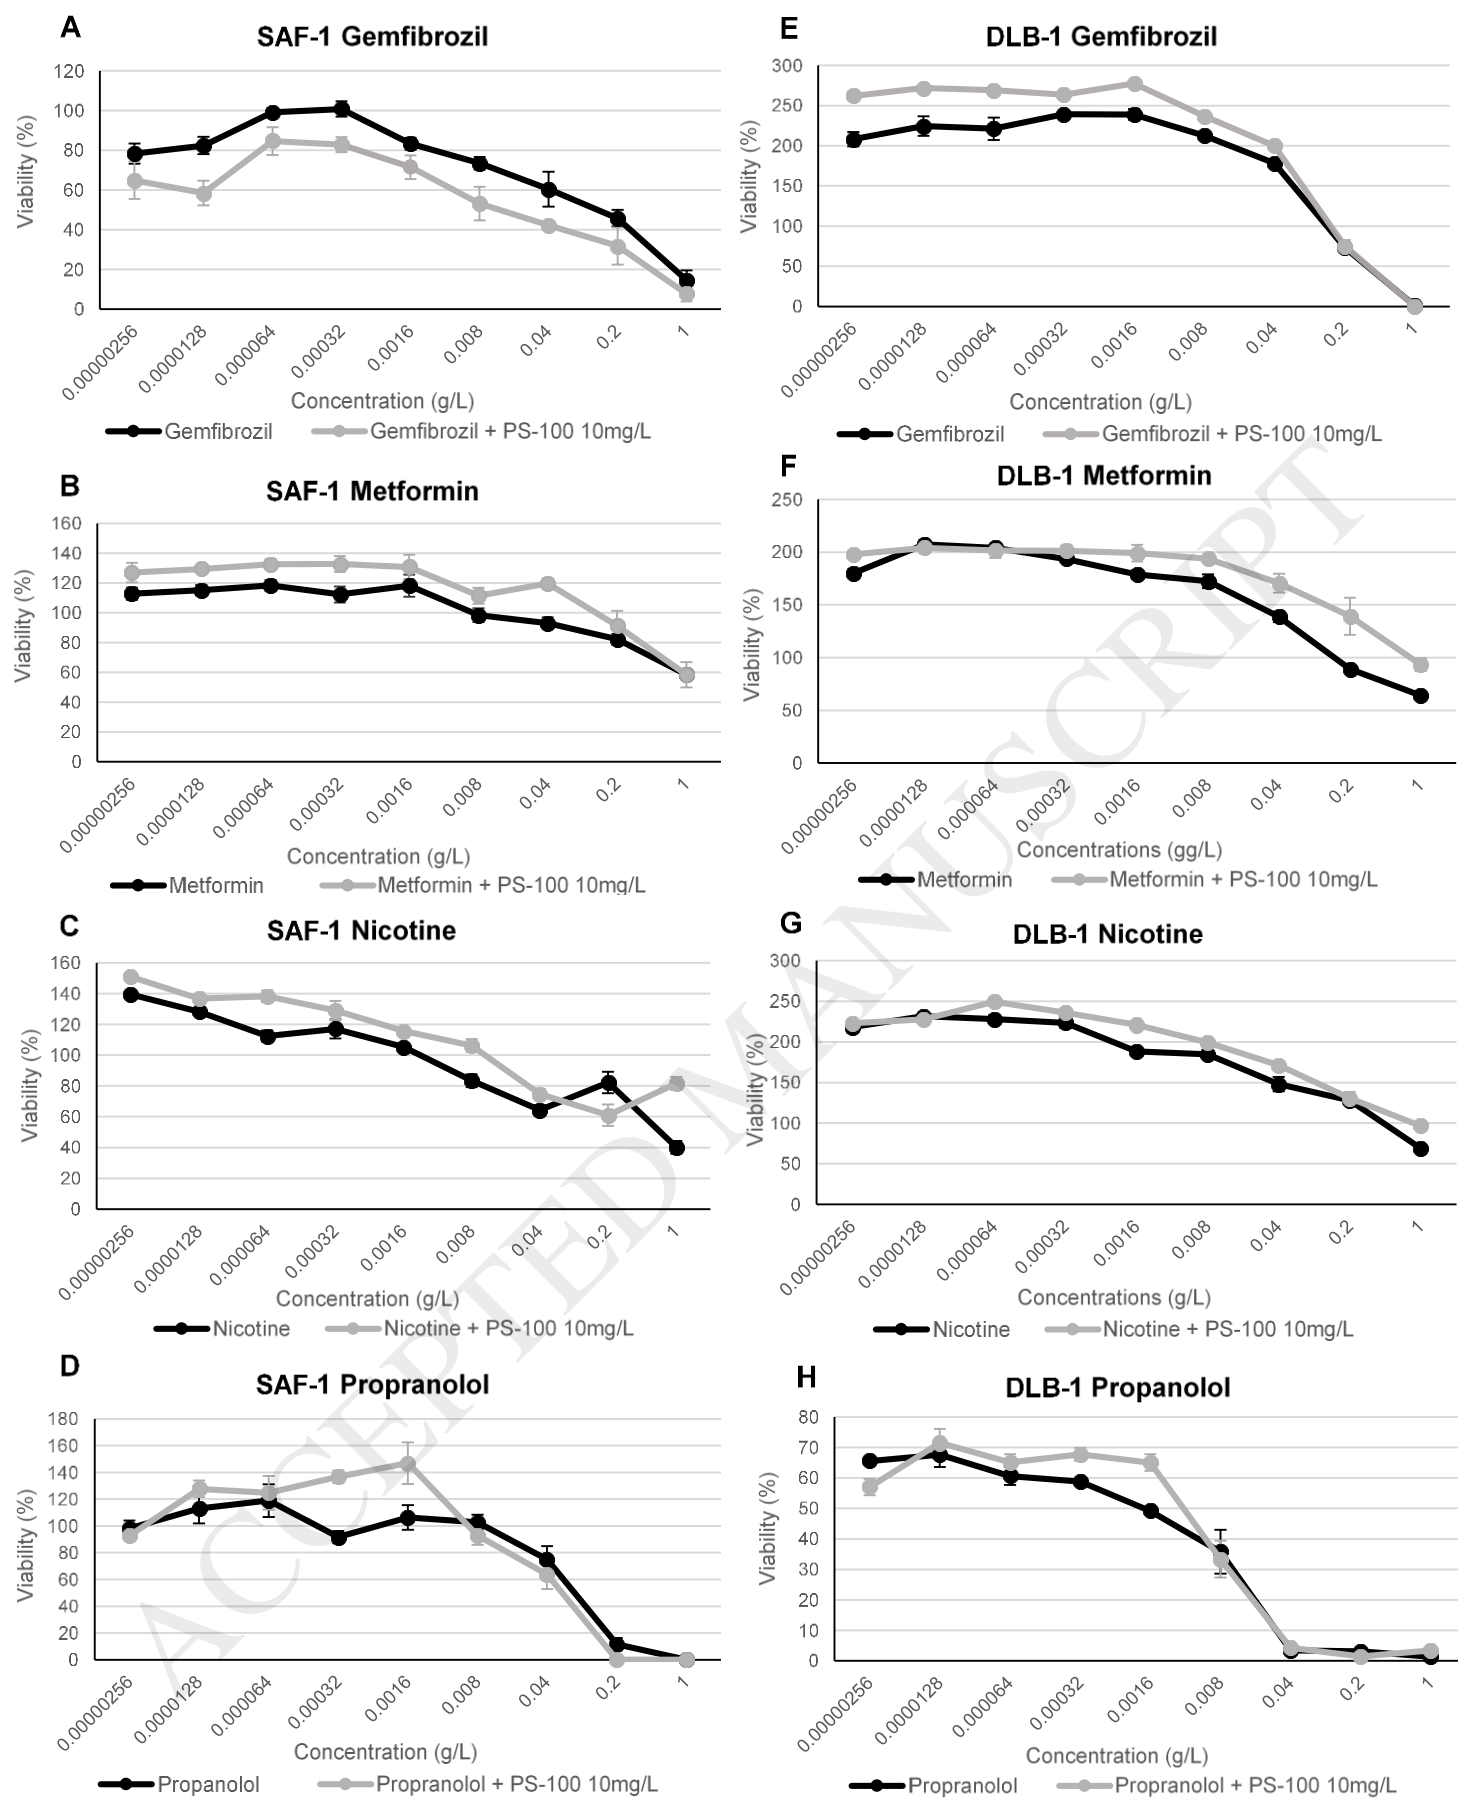 A
SAF-1 Gemfibrozil
120
100
80
60
40
20
0
Viability (%)
0.00000256
0.0000128
0.000064
0.00032
0.0016
0.008
0.04
0.2
1
Concentration (g/L)
Gemfibrozil
Gemfibrozil + PS-100 10mg/L
B
SAF-1 Metformin
160
140
120
100
80
60
40
20
0
Viability (%)
0.00000256
0.0000128
0.000064
0.00032
0.0016
0.008
0.04
0.2
1
Concentration (g/L)
Metformin
Metformin + PS-100 10mg/L
C
SAF-1 Nicotine
160
140
120
100
80
60
40
20
0
Viability (%)
0.00000256
0.0000128
0.000064
0.00032
0.0016
0.008
0.04
0.2
1
Concentration (g/L)
Nicotine
Nicotine + PS-100 10mg/L
D
SAF-1 Propranolol
180
160
140
120
100
80
60
40
20
0
Viability (%)
0.00000256
0.0000128
0.000064
0.00032
0.0016
0.008
0.04
0.2
1
Concentration (g/L)
Propanolol
Propranolol + PS-100 10mg/L
E
DLB-1 Gemfibrozil
300
250
200
150
100
50
0
Viability (%)
0.00000256
0.0000128
0.000064
0.00032
0.0016
0.008
0.04
0.2
1
Concentration (g/L)
Gemfibrozil
Gemfibrozil + PS-100 10mg/L
F
DLB-1 Metformin
250
200
150
100
50
0
Viability (%)
0.00000256
0.0000128
0.000064
0.00032
0.0016
0.008
0.04
0.2
1
Concentrations (gg/L)
Metformin
Metformin + PS-100 10mg/L
G
DLB-1 Nicotine
300
250
200
150
100
50
0
Viability (%)
0.00000256
0.0000128
0.000064
0.00032
0.0016
0.008
0.04
0.2
1
Concentrations (g/L)
Nicotine
Nicotine + PS-100 10mg/L
H
DLB-1 Propanolol
80
70
60
50
40
30
20
10
0
Viability (%)
0.00000256
0.0000128
0.000064
0.00032
0.0016
0.008
0.04
0.2
1
Concentration (g/L)
Propranolol
Propranolol + PS-100 10mg/L
ACCEPTED MANUSCRIPT